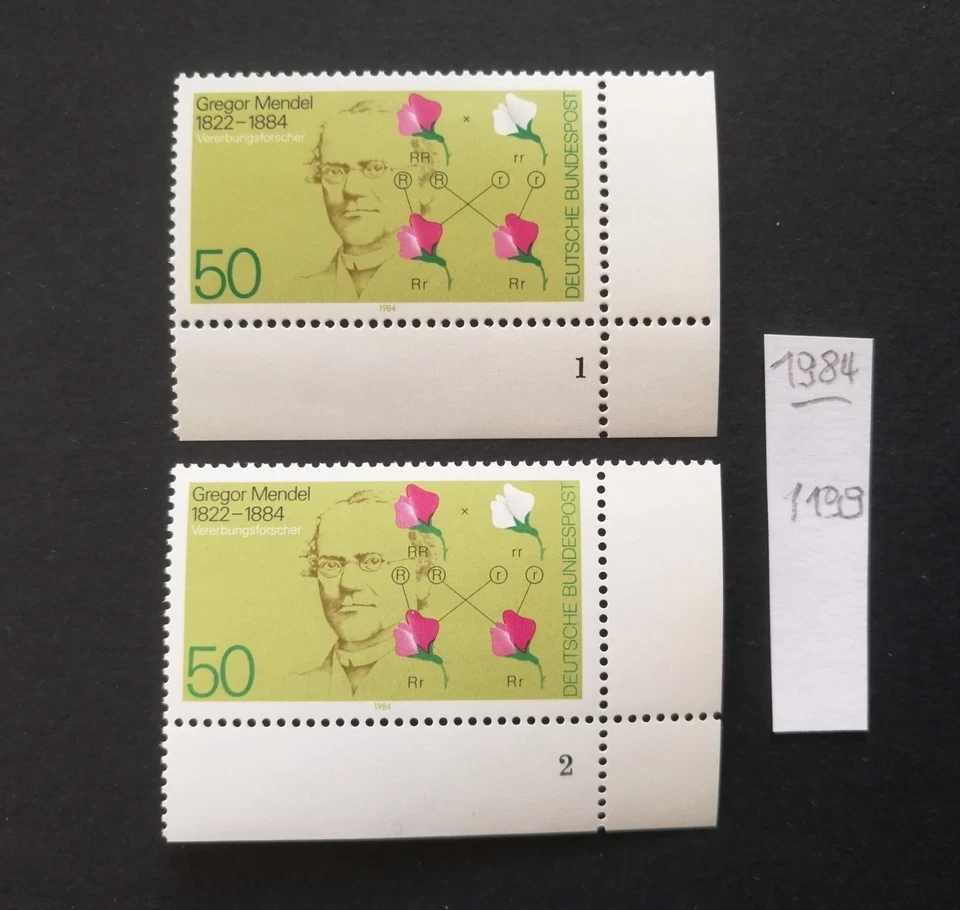 Gregor Mendel
1822–1884
Vererbungsforscher
×
RR rr
R R r r
Rr Rr
50
DEUTSCHE BUNDESPOST
1984
1
Gregor Mendel
1822–1884
Vererbungsforscher
×
RR rr
R R r r
Rr Rr
50
DEUTSCHE BUNDESPOST
1984
2
1984
1199